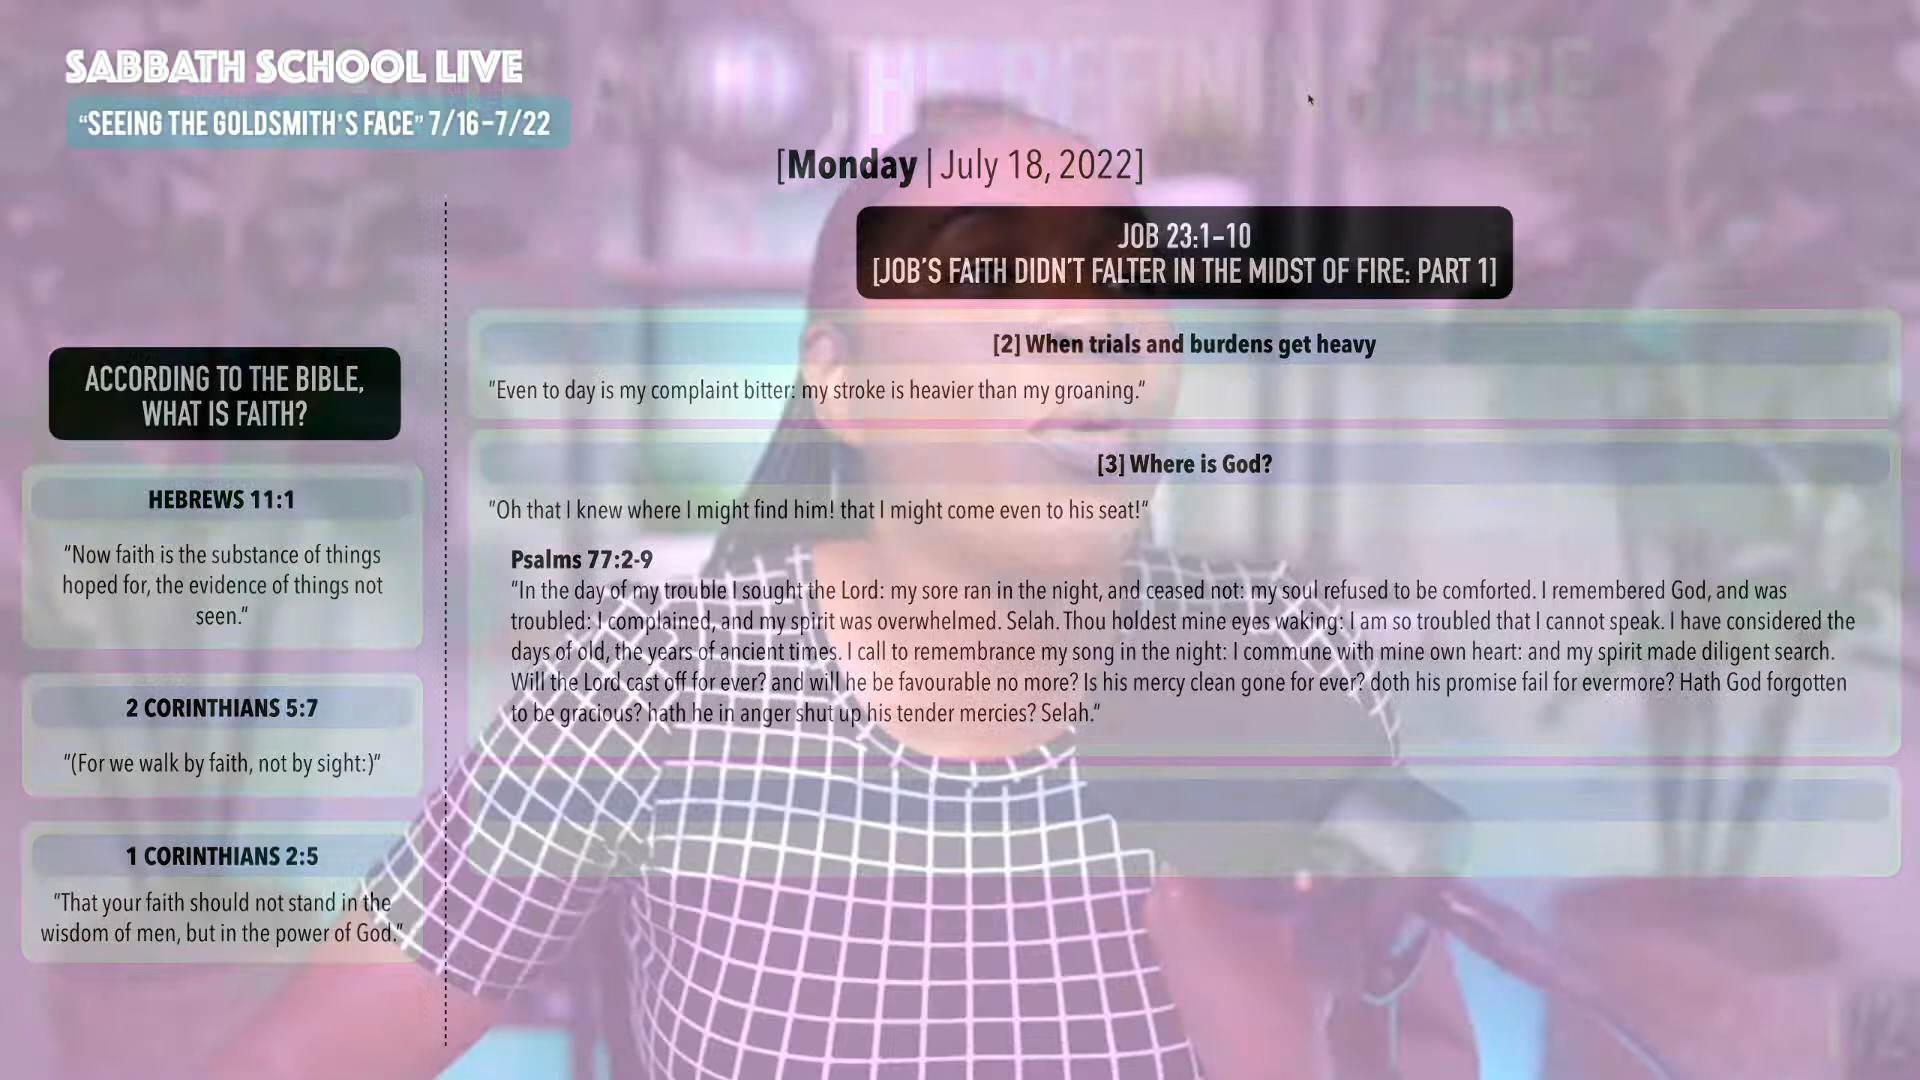 SABBATH SCHOOL LIVE
“SEEING THE GOLDSMITH’S FACE” 7/16–7/22
THE REFINING FIRE
[Monday | July 18, 2022]
JOB 23:1–10
[JOB’S FAITH DIDN’T FALTER IN THE MIDST OF FIRE: PART 1]
ACCORDING TO THE BIBLE,
WHAT IS FAITH?
HEBREWS 11:1
“Now faith is the substance of things
hoped for, the evidence of things not
seen.“
2 CORINTHIANS 5:7
“(For we walk by faith, not by sight:)”
1 CORINTHIANS 2:5
“That your faith should not stand in the
wisdom of men, but in the power of God.”
[2] When trials and burdens get heavy
“Even to day is my complaint bitter: my stroke is heavier than my groaning.“
[3] Where is God?
“Oh that I knew where I might find him! that I might come even to his seat!“
Psalms 77:2-9
“In the day of my trouble I sought the Lord: my sore ran in the night, and ceased not: my soul refused to be comforted. I remembered God, and was
troubled: I complained, and my spirit was overwhelmed. Selah. Thou holdest mine eyes waking: I am so troubled that I cannot speak. I have considered the
days of old, the years of ancient times. I call to remembrance my song in the night: I commune with mine own heart: and my spirit made diligent search.
Will the Lord cast off for ever? and will he be favourable no more? Is his mercy clean gone for ever? doth his promise fail for evermore? Hath God forgotten
to be gracious? hath he in anger shut up his tender mercies? Selah.“